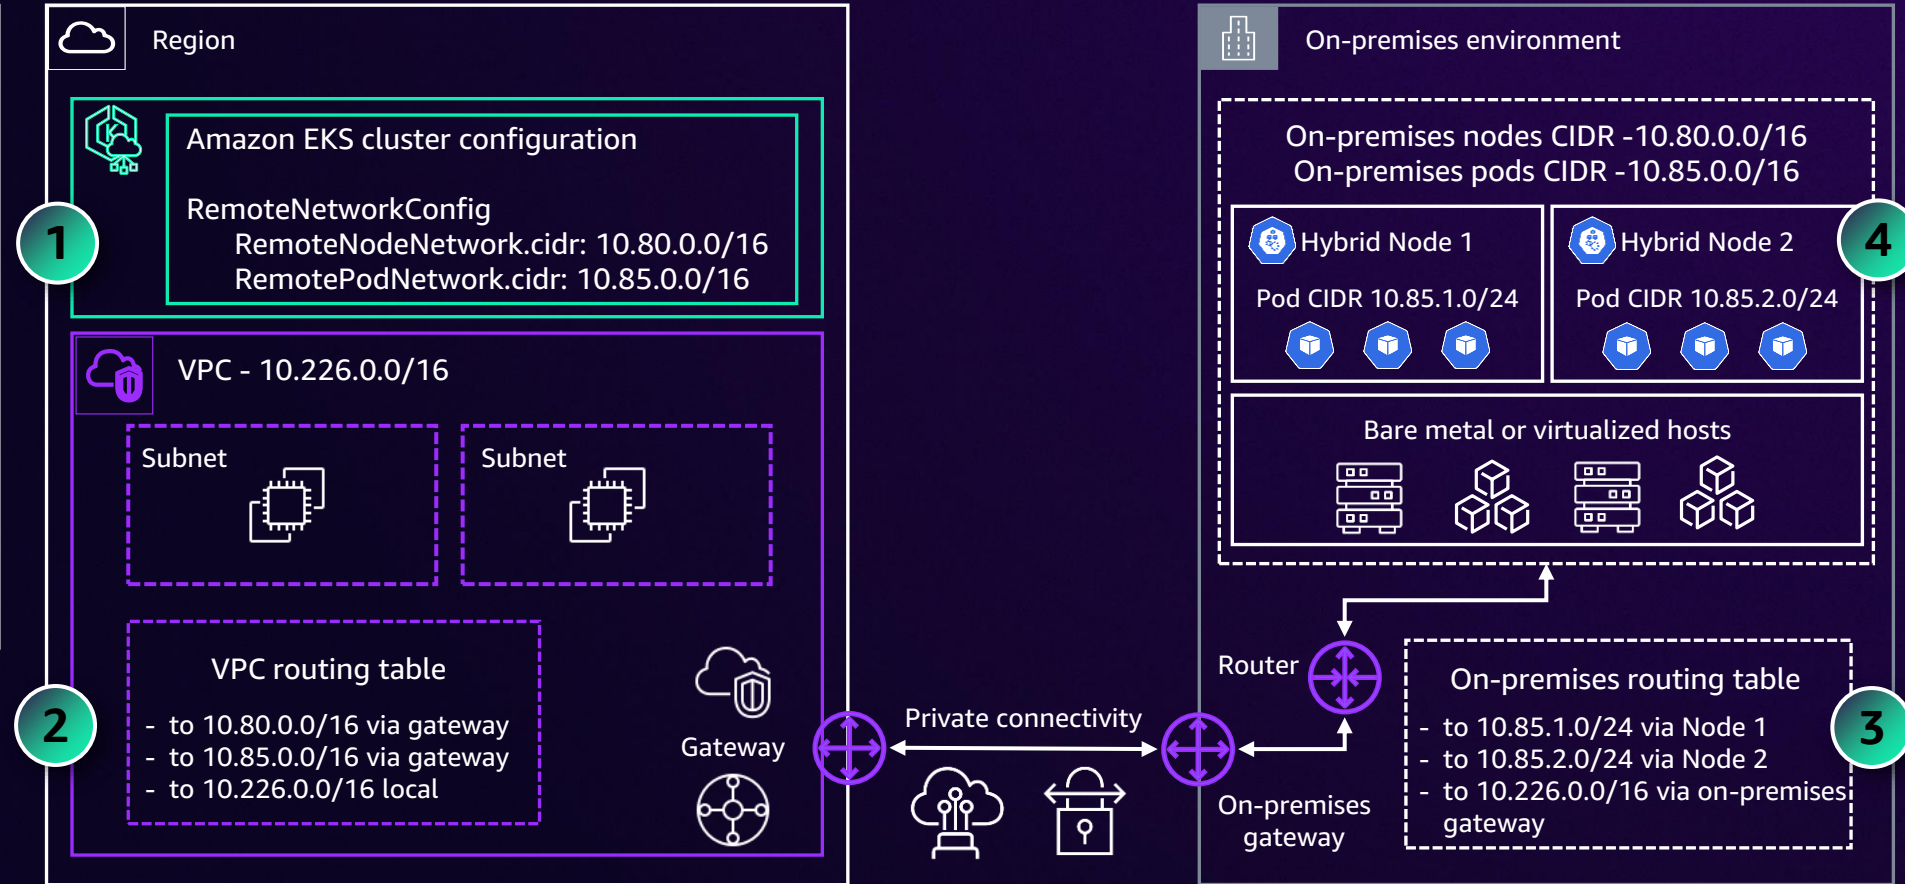 Region
1
Amazon EKS cluster configuration
RemoteNetworkConfig
RemoteNodeNetwork.cidr: 10.80.0.0/16
RemotePodNetwork.cidr: 10.85.0.0/16
VPC - 10.226.0.0/16
Subnet
Subnet
2
VPC routing table
- to 10.80.0.0/16 via gateway
- to 10.85.0.0/16 via gateway
- to 10.226.0.0/16 local
Gateway
Private connectivity
On-premises environment
On-premises nodes CIDR -10.80.0.0/16
On-premises pods CIDR -10.85.0.0/16
4
Hybrid Node 1
Pod CIDR 10.85.1.0/24
Hybrid Node 2
Pod CIDR 10.85.2.0/24
Bare metal or virtualized hosts
Router
On-premises
gateway
3
On-premises routing table
- to 10.85.1.0/24 via Node 1
- to 10.85.2.0/24 via Node 2
- to 10.226.0.0/16 via on-premises
gateway